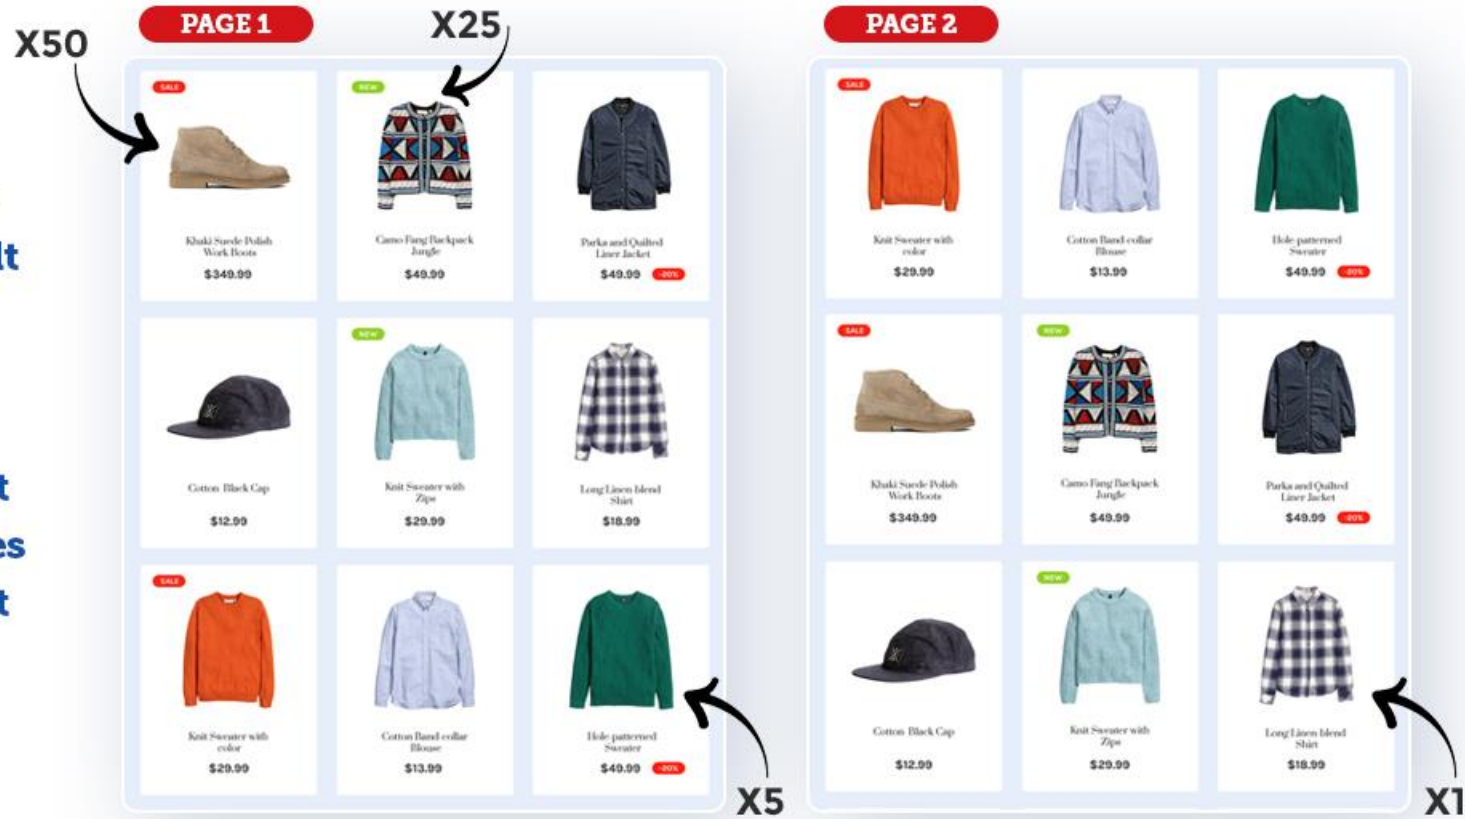 PAGE 1
X25
PAGE 2
X50
SALE
NEW
Khaki Suede Polish
Work Boots
$349.99
Camo Fang Backpack
Jungle
$49.99
Parka and Quilted
Liner Jacket
$49.99 -20%
SALE
Knit Sweater with
color
$29.99
Cotton Band-collar
Blouse
$13.99
Hole patterned
Sweater
$49.99 -20%
lt
t
es
t
NEW
Cotton Black Cap
$12.99
Knit Sweater with
Zips
$29.99
Long Linen-blend
Shirt
$18.99
SALE
NEW
Khaki Suede Polish
Work Boots
$349.99
Camo Fang Backpack
Jungle
$49.99
Parka and Quilted
Liner Jacket
$49.99 -20%
SALE
Knit Sweater with
color
$29.99
Cotton Band-collar
Blouse
$13.99
Hole patterned
Sweater
$49.99 -20%
X5
NEW
Cotton Black Cap
$12.99
Knit Sweater with
Zips
$29.99
Long Linen-blend
Shirt
$18.99
X1